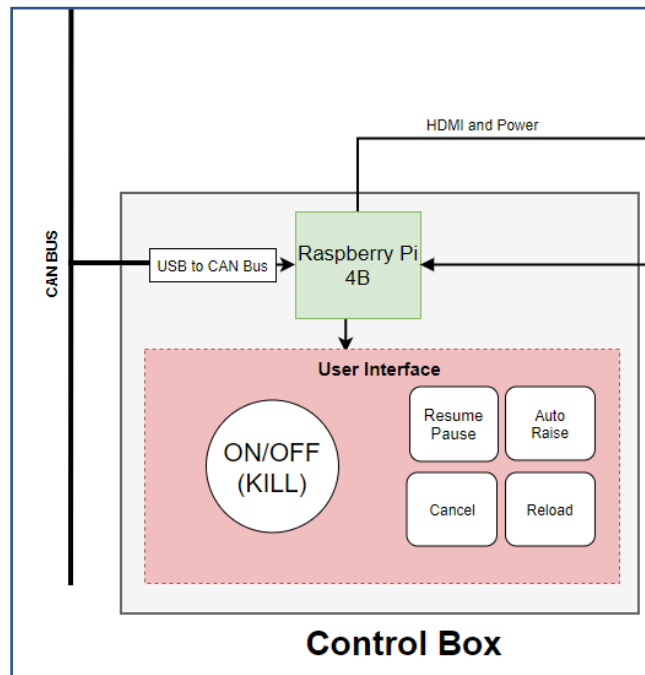 HDMI and Power
CAN BUS
USB to CAN Bus
Raspberry Pi
4B
User Interface
ON/OFF
(KILL)
Resume
Pause
Auto
Raise
Cancel
Reload
Control Box